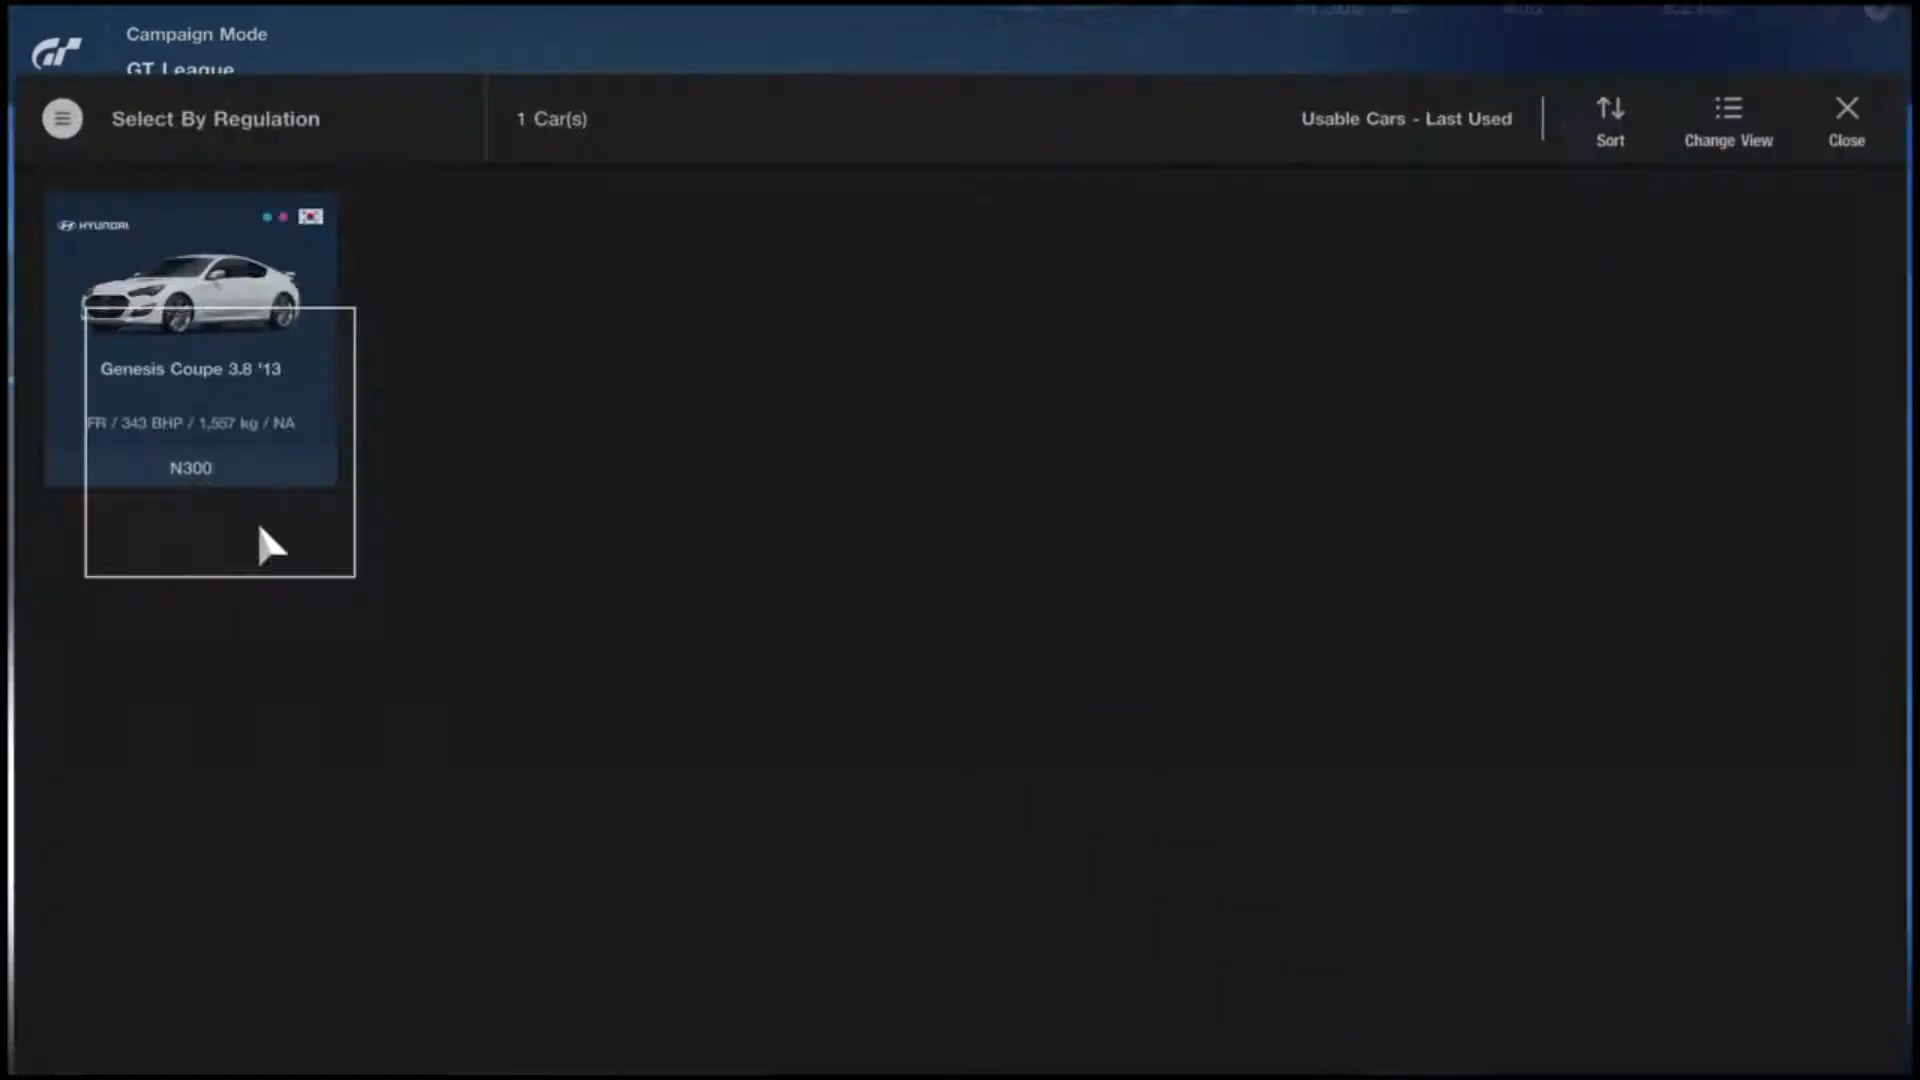 Campaign Mode
GT League
Select By Regulation
1 Car(s)
Usable Cars - Last Used
Sort
Change View
Close
HYUNDAI
Genesis Coupe 3.8 '13
FR / 343 BHP / 1,557 kg / NA
N300